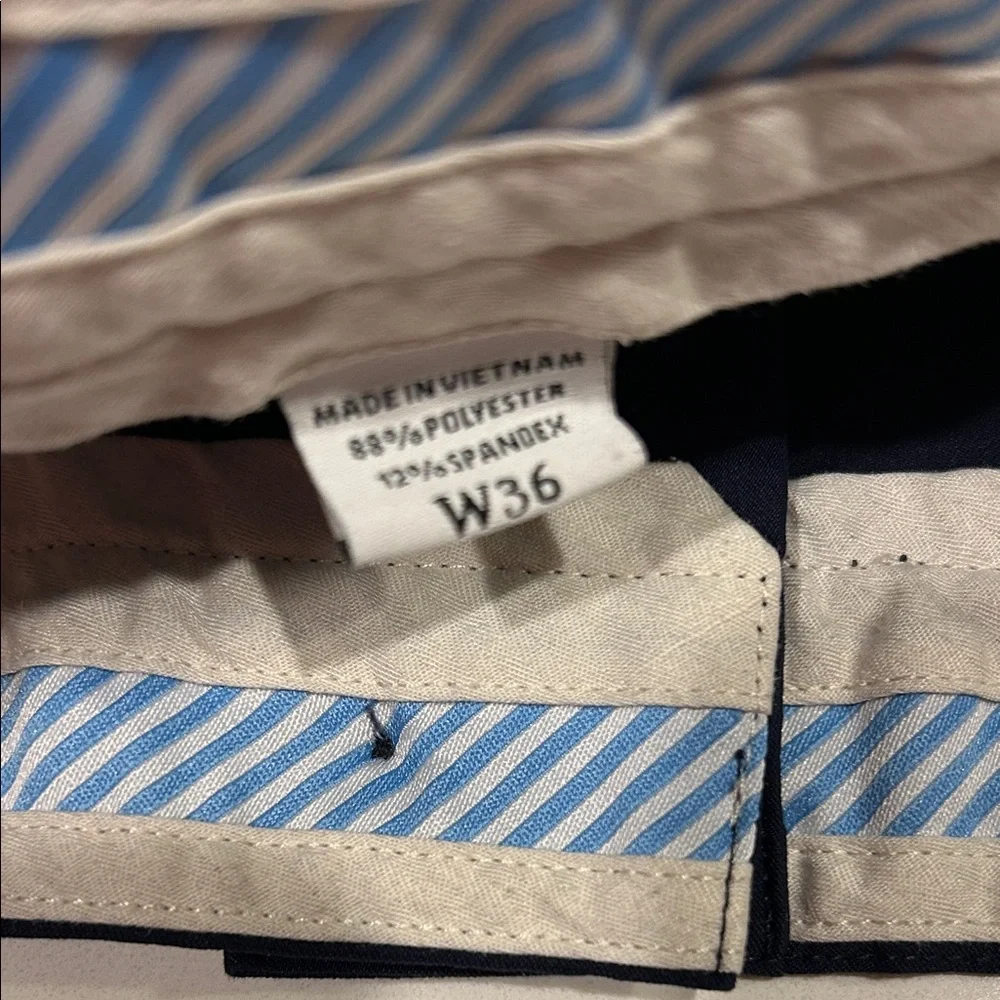 MADE IN VIETNAM
88% POLYESTER
12% SPANDEX
W36